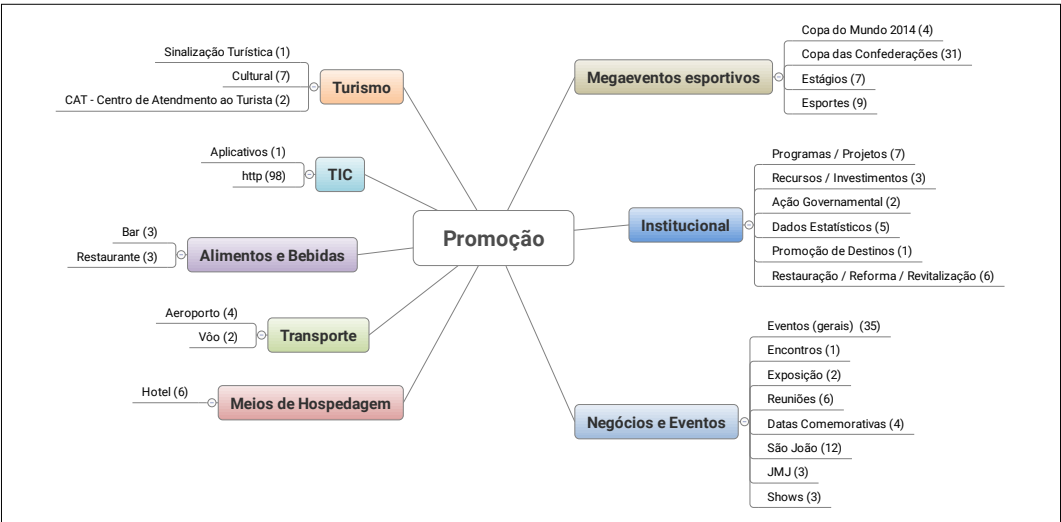 Promoção
Turismo
Sinalização Turística (1)
Cultural (7)
CAT - Centro de Atendmento ao Turista (2)
TIC
Aplicativos (1)
http (98)
Alimentos e Bebidas
Bar (3)
Restaurante (3)
Transporte
Aeroporto (4)
Vôo (2)
Meios de Hospedagem
Hotel (6)
Megaeventos esportivos
Copa do Mundo 2014 (4)
Copa das Confederações (31)
Estágios (7)
Esportes (9)
Institucional
Programas / Projetos (7)
Recursos / Investimentos (3)
Ação Governamental (2)
Dados Estatísticos (5)
Promoção de Destinos (1)
Restauração / Reforma / Revitalização (6)
Negócios e Eventos
Eventos (gerais) (35)
Encontros (1)
Exposição (2)
Reuniões (6)
Datas Comemorativas (4)
São João (12)
JMJ (3)
Shows (3)